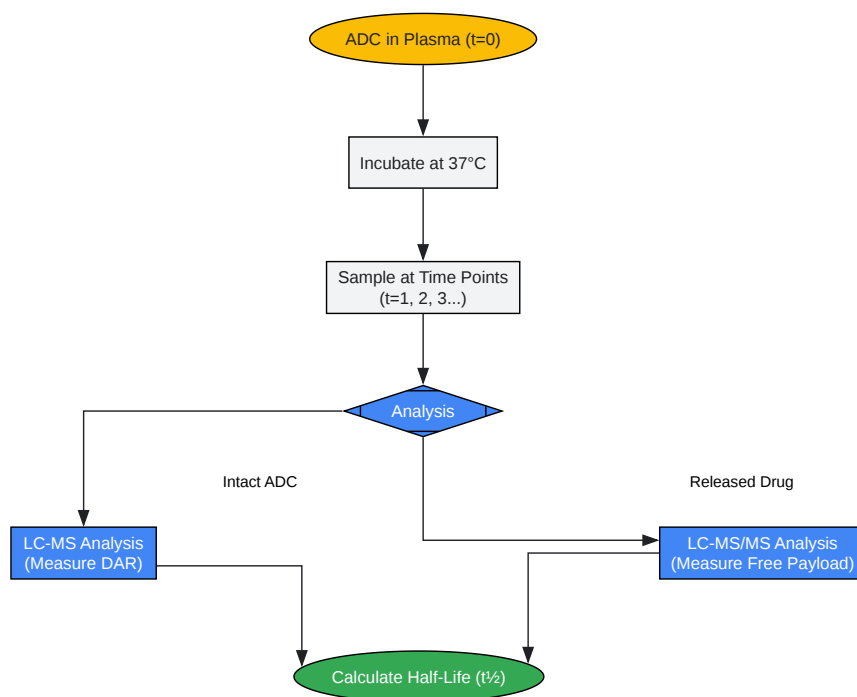 ADC in Plasma (t=0)
Incubate at 37°C
Sample at Time Points
(t=1, 2, 3...)
Analysis
Intact ADC
Released Drug
LC-MS Analysis
(Measure DAR)
LC-MS/MS Analysis
(Measure Free Payload)
Calculate Half-Life (t½)